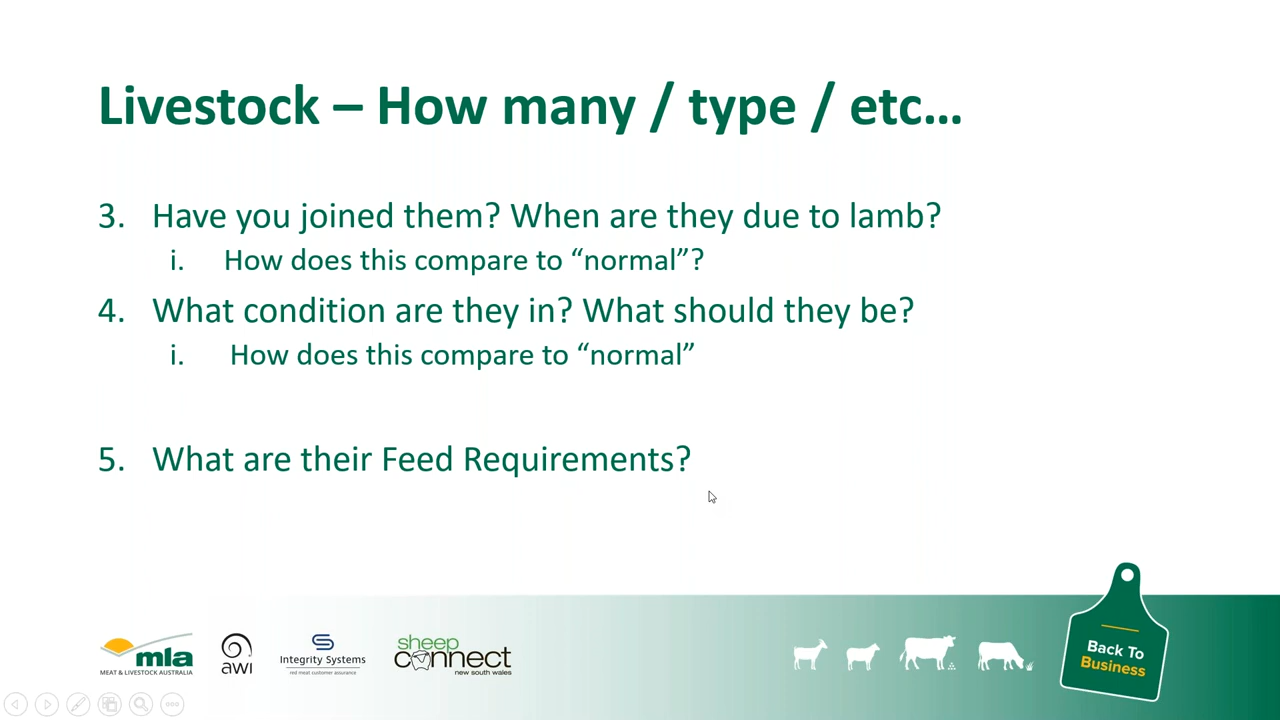 Livestock – How many / type / etc...
3. Have you joined them? When are they due to lamb?
i. How does this compare to “normal”?
4. What condition are they in? What should they be?
i. How does this compare to “normal”
5. What are their Feed Requirements?
mla
MEAT & LIVESTOCK AUSTRALIA
awi
Integrity Systems
red meat customer assurance
sheep
connect
new south wales
Back To
Business